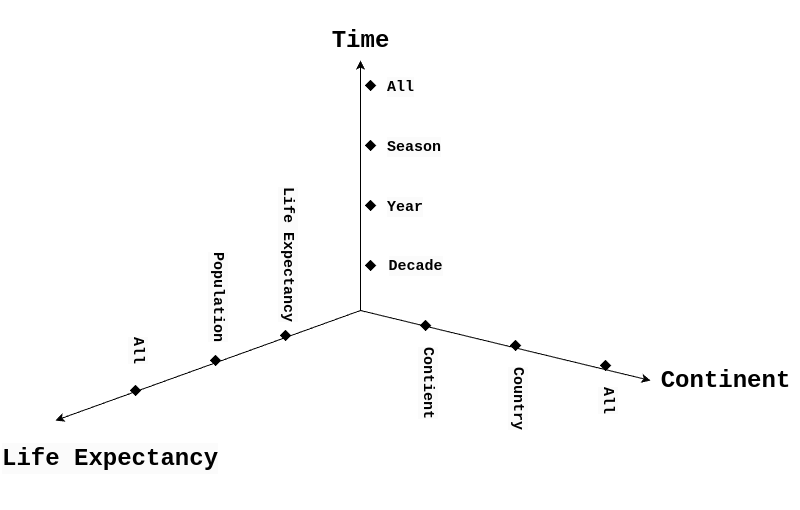 Time
All
Season
Year
Decade
Life Expectancy
Population
All
Contient
Country
All
Continent
Life Expectancy